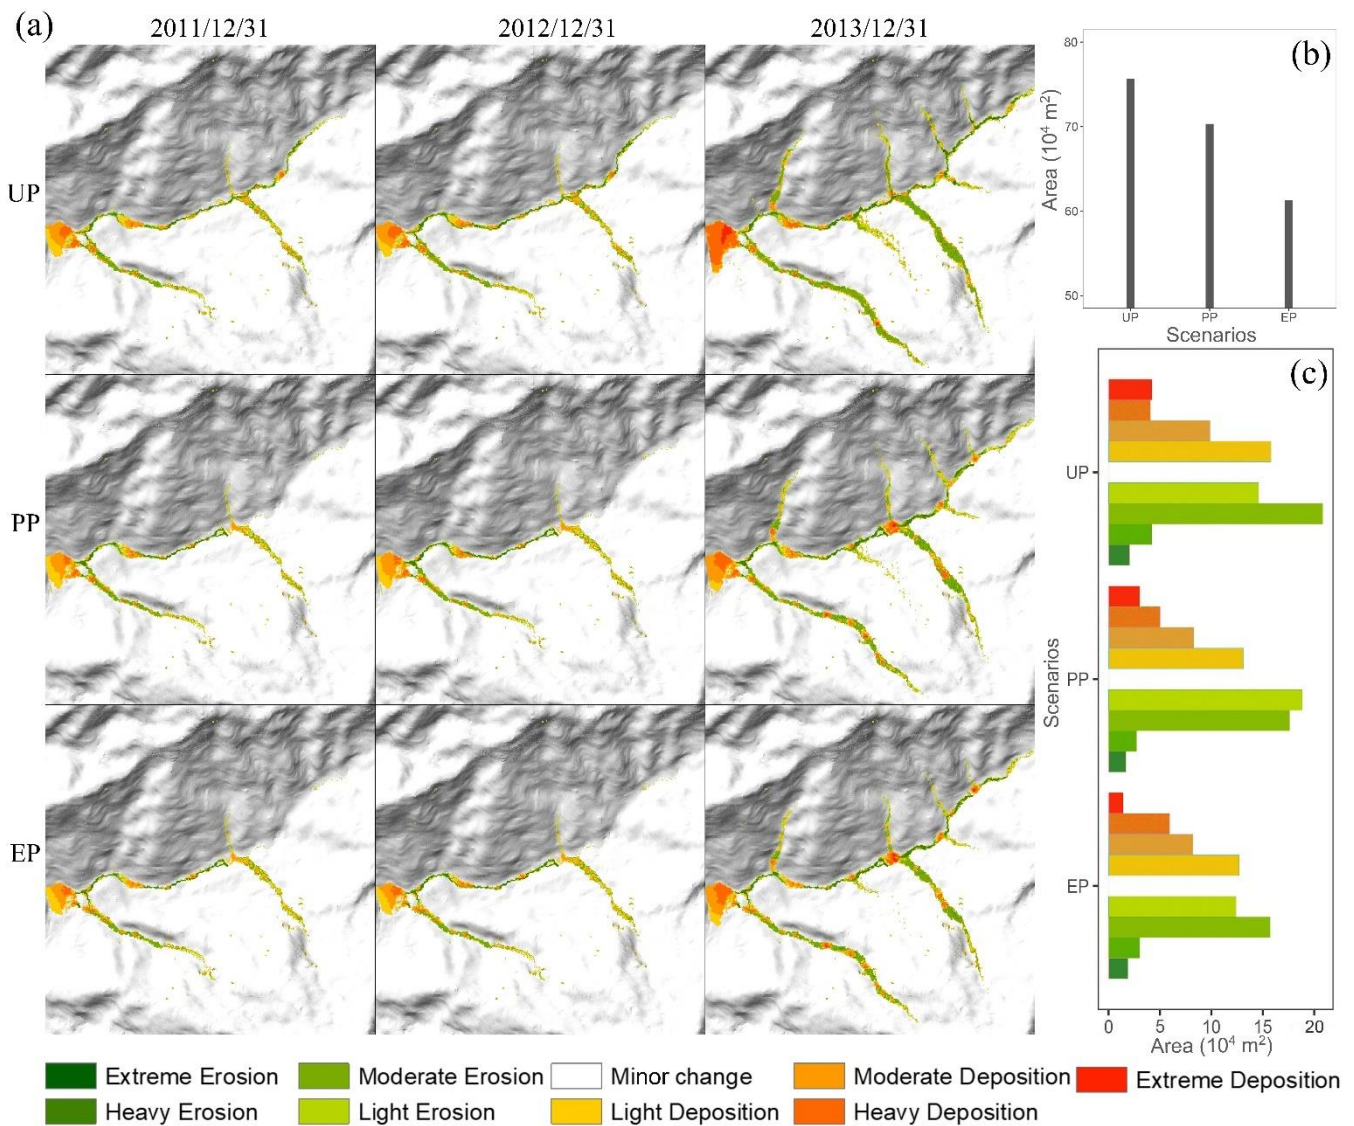 (a)
2011/12/31
2012/12/31
2013/12/31
UP
PP
EP
(b)
80
70
60
50
Area (10⁴ m²)
UP
PP
EP
Scenarios
(c)
UP
PP
EP
Scenarios
0
5
10
15
20
Area (10⁴ m²)
Extreme Erosion
Moderate Erosion
Minor change
Moderate Deposition
Extreme Deposition
Heavy Erosion
Light Erosion
Light Deposition
Heavy Deposition